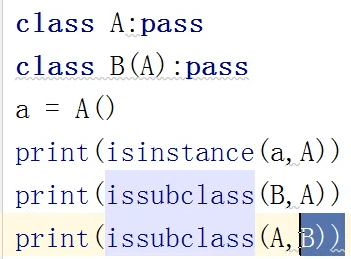 class A:pass
class B(A):pass
a = A()
print(isinstance(a,A))
print(issubclass(B,A))
print(issubclass(A,B))